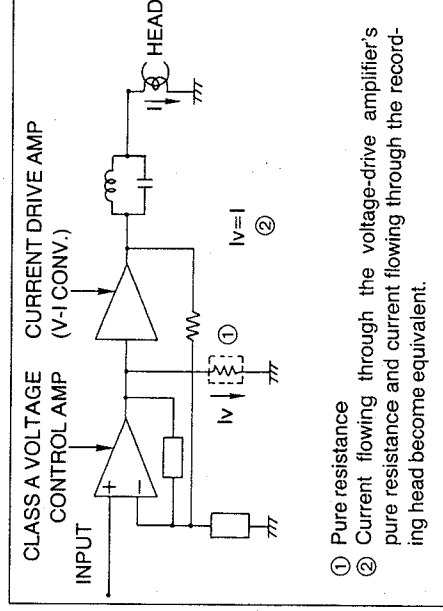 CLASS A VOLTAGE
CONTROL AMP
CURRENT DRIVE AMP
(V-I CONV.)
HEAD
INPUT
+
−
I
①
Iv
Iv=I
②
① Pure resistance
② Current flowing through the voltage-drive amplifier's
pure resistance and current flowing through the record-
ing head become equivalent.